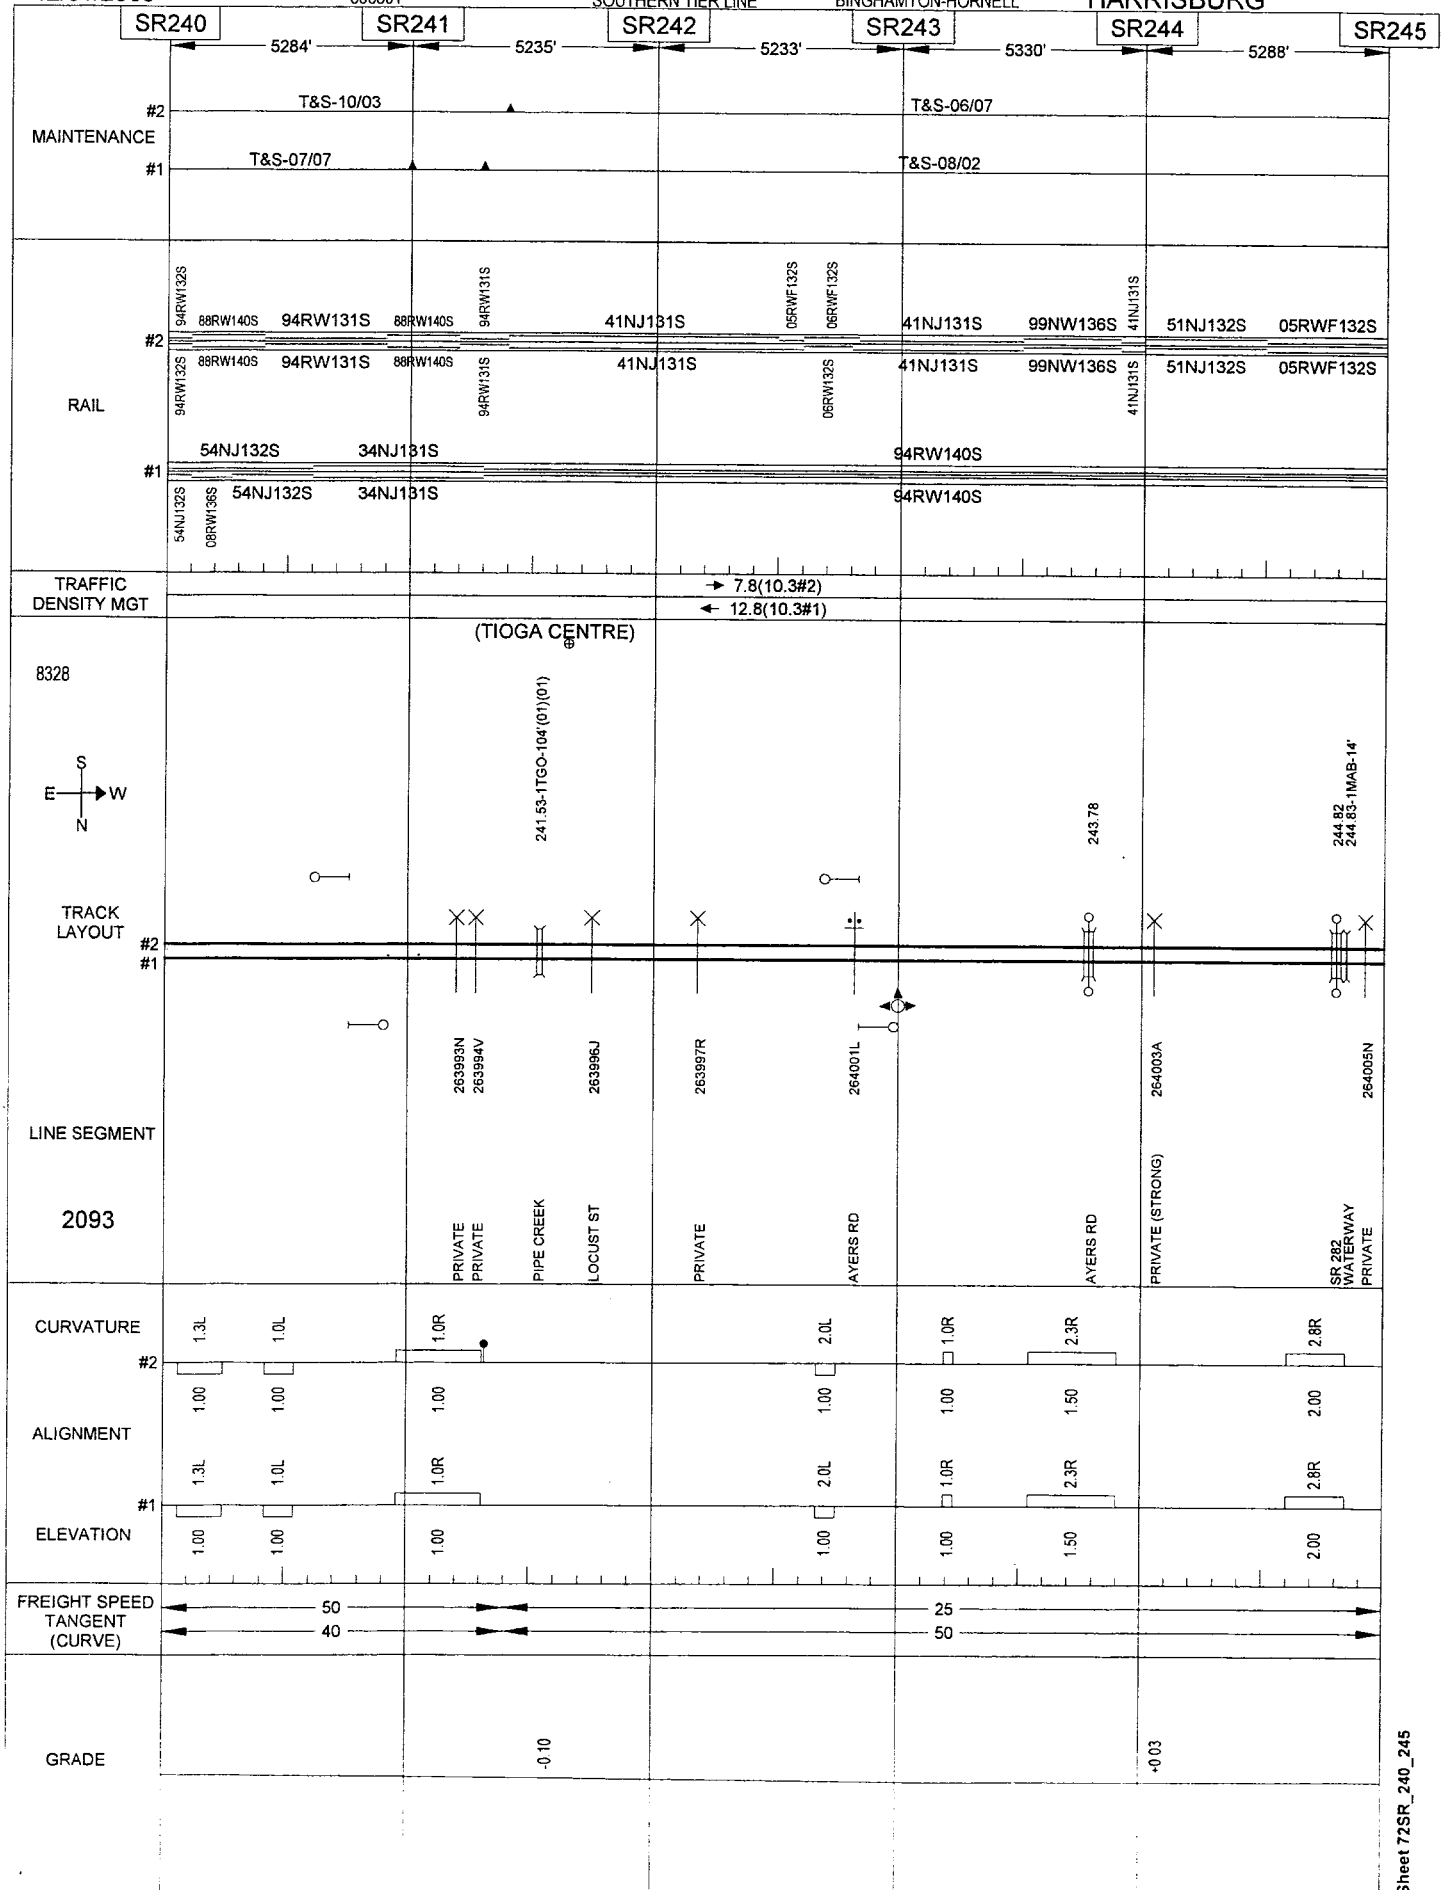 SOUTHERN TIER LINE BINGHAMTON-HORNELL HARRISBURG
SR240 SR241 SR242 SR243 SR244 SR245
5284' 5235' 5233' 5330' 5288'
MAINTENANCE
#2 T&S-10/03 T&S-06/07
#1 T&S-07/07 T&S-08/02
RAIL
94RW132S 88RW140S 94RW131S 88RW140S 94RW131S 41NJ131S 05RWF132S 06RWF132S 41NJ131S 99NW136S 41NJ131S 51NJ132S 05RWF132S
#2
94RW132S 88RW140S 94RW131S 88RW140S 94RW131S 41NJ131S 06RW132S 41NJ131S 99NW136S 41NJ131S 51NJ132S 05RWF132S
54NJ132S 34NJ131S 94RW140S
#1
54NJ132S 08RW136S 54NJ132S 34NJ131S 94RW140S
TRAFFIC
DENSITY MGT
7.8(10.3#2)
12.8(10.3#1)
(TIOGA CENTRE)
8328
S
E W
N
241.53-1TGO-104'(01)(01)
243.78
244.82
244.83-1MAB-14'
TRACK
LAYOUT
#2
#1
263993N
263994V
263996J
263997R
264001L
264003A
264005N
LINE SEGMENT
2093
PRIVATE
PRIVATE
PIPE CREEK
LOCUST ST
PRIVATE
AYERS RD
AYERS RD
PRIVATE (STRONG)
SR 282
WATERWAY
PRIVATE
CURVATURE
1.3L 1.0L 1.0R 2.0L 1.0R 2.3R 2.8R
#2
1.00 1.00 1.00 1.00 1.00 1.50 2.00
ALIGNMENT
1.3L 1.0L 1.0R 2.0L 1.0R 2.3R 2.8R
#1
ELEVATION
1.00 1.00 1.00 1.00 1.00 1.50 2.00
FREIGHT SPEED
TANGENT
(CURVE)
50 25
40 50
GRADE
-0.10 +0.03
Sheet 72SR_240_245